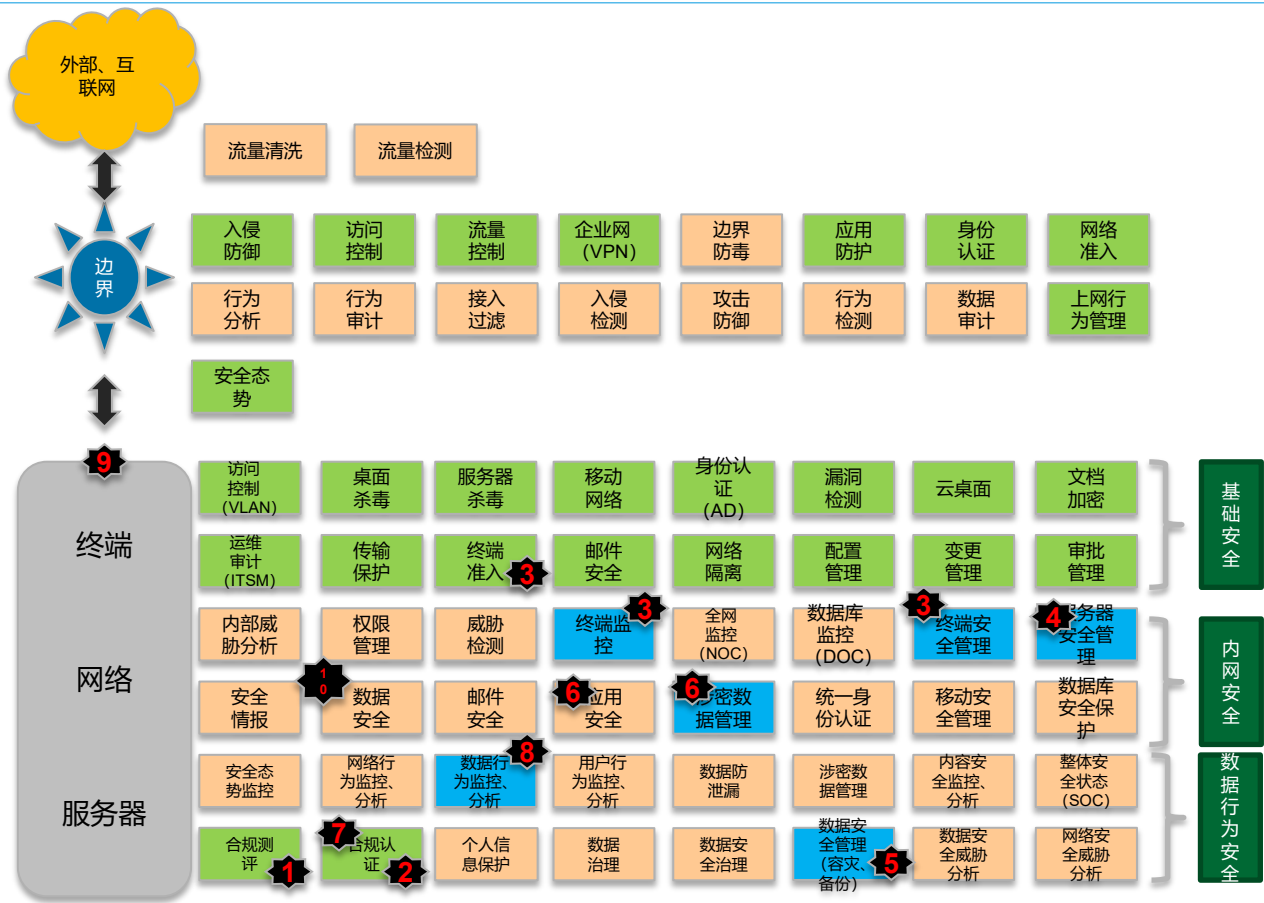 外部、互
联网
流量清洗
流量检测
边
界
入侵
防御
访问
控制
流量
控制
企业网
(VPN)
边界
防毒
应用
防护
身份
认证
网络
准入
行为
分析
行为
审计
接入
过滤
入侵
检测
攻击
防御
行为
检测
数据
审计
上网行
为管理
安全态
势
9
终端
网络
服务器
访问
控制
(VLAN)
桌面
杀毒
服务器
杀毒
移动
网络
身份认
证
(AD)
漏洞
检测
云桌面
文档
加密
基
础
安
全
运维
审计
(ITSM)
传输
保护
终端
准入
3
邮件
安全
网络
隔离
配置
管理
变更
管理
审批
管理
内部威
胁分析
权限
管理
威胁
检测
终端监
控
3
全网
监控
(NOC)
数据库
监控
(DOC)
3
终端安
全管理
4
务器
安全管
理
内
网
安
全
安全
情报
1
0
数据
安全
邮件
安全
6
应用
安全
6
涉密数
据管理
统一身
份认证
移动安
全管理
数据库
安全保
护
安全态
势监控
网络行
为监控、
分析
8
数据行
为监控、
分析
用户行
为监控、
分析
数据防
泄漏
涉密数
据管理
内容安
全监控、
分析
整体安
全状态
(SOC)
数
据
行
为
安
全
合规测
评
1
7
合规认
证
2
个人信
息保护
数据
治理
数据安
全治理
数据安
全管理
(容灾、
备份)
5
数据安
全威胁
分析
网络安
全威胁
分析